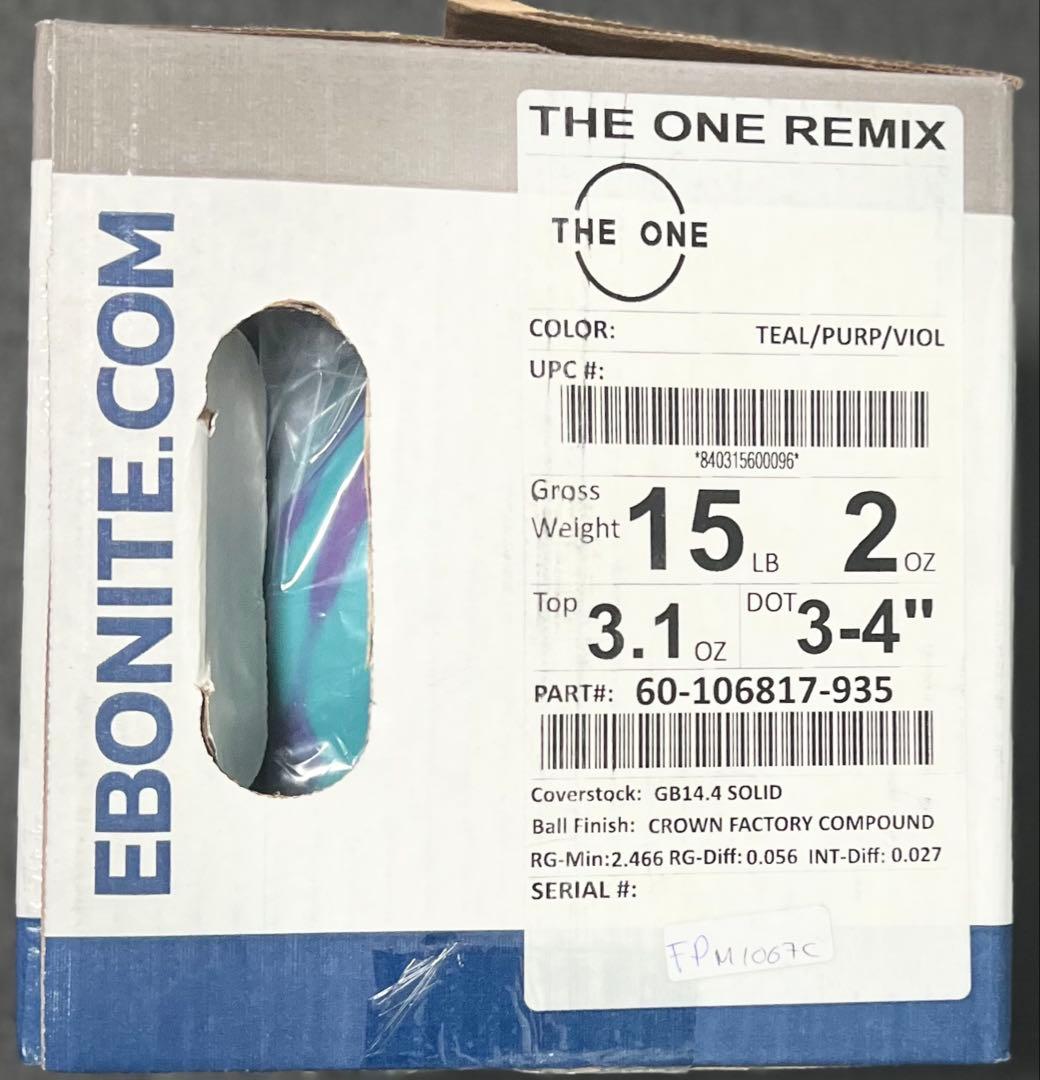 EBONITE.COM
THE ONE REMIX
THE ONE
COLOR: TEAL/PURP/VIOL
UPC #:
*840315600096*
Gross Weight 15 LB 2 OZ
Top 3.1 OZ DOT 3-4"
PART#: 60-106817-935
Coverstock: GB14.4 SOLID
Ball Finish: CROWN FACTORY COMPOUND
RG-Min:2.466 RG-Diff: 0.056 INT-Diff: 0.027
SERIAL #:
FPM1067C